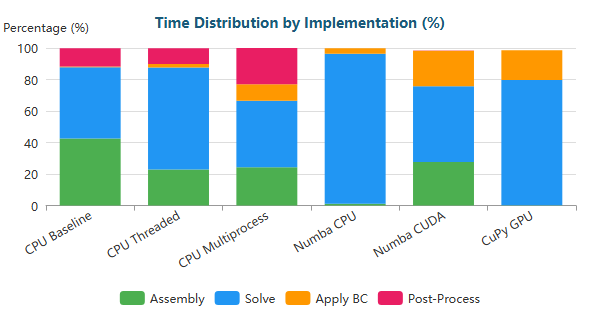 Time Distribution by Implementation (%)
Percentage (%)
100
80
60
40
20
0
CPU Baseline
CPU Threaded
CPU Multiprocess
Numba CPU
Numba CUDA
CuPy GPU
Assembly Solve Apply BC Post-Process